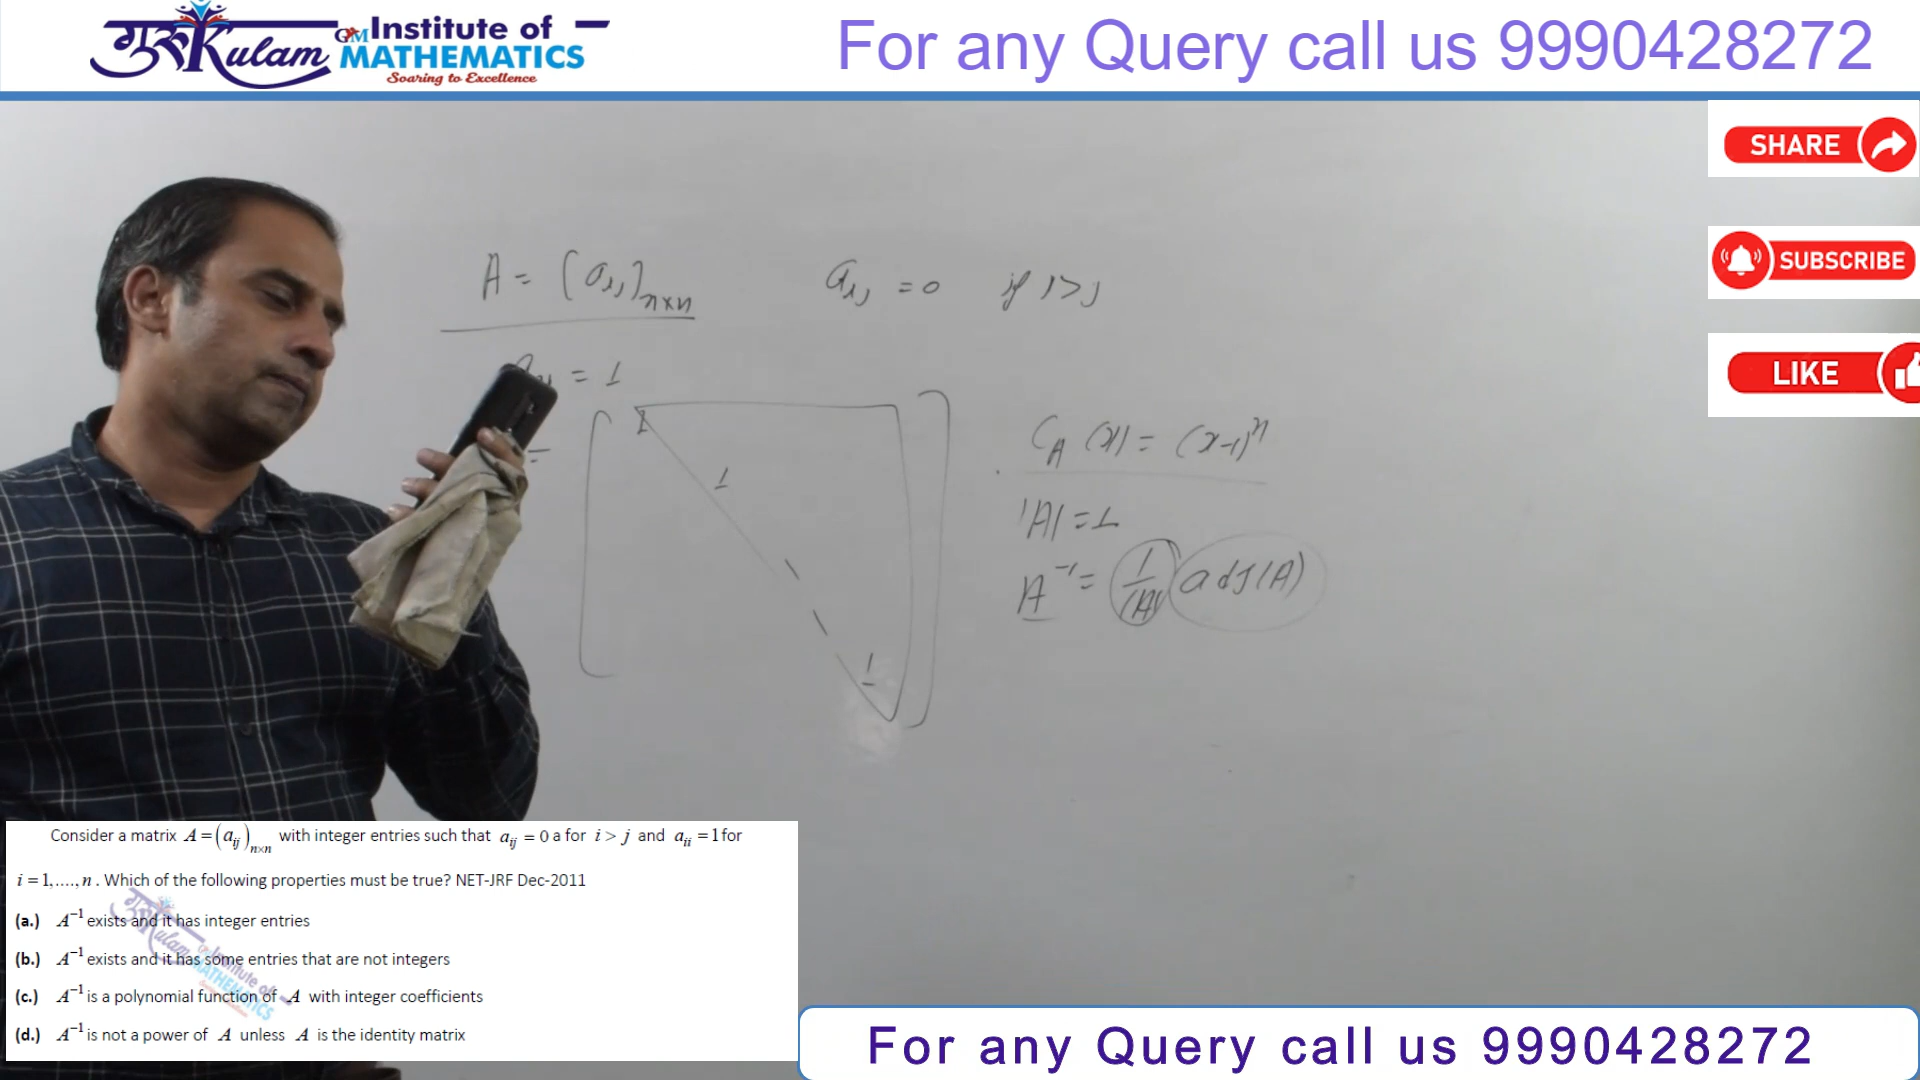 गुरुKulam GM Institute of
MATHEMATICS
Soaring to Excellence
For any Query call us 9990428272
SHARE
SUBSCRIBE
LIKE
A = (aij)n×n aij = 0 if i>j
= 1
=
1
1
1
CA(x) = (x-1)^n
|A| = 1
A^-1 = 1/|A| adj(A)
Consider a matrix A = (aij)n×n with integer entries such that aij = 0 a for i > j and aii = 1 for
i = 1,....,n . Which of the following properties must be true? NET-JRF Dec-2011
(a.) A^-1 exists and it has integer entries
(b.) A^-1 exists and it has some entries that are not integers
(c.) A^-1 is a polynomial function of A with integer coefficients
(d.) A^-1 is not a power of A unless A is the identity matrix
गुरुKulam Institute of
MATHEMATICS
For any Query call us 9990428272